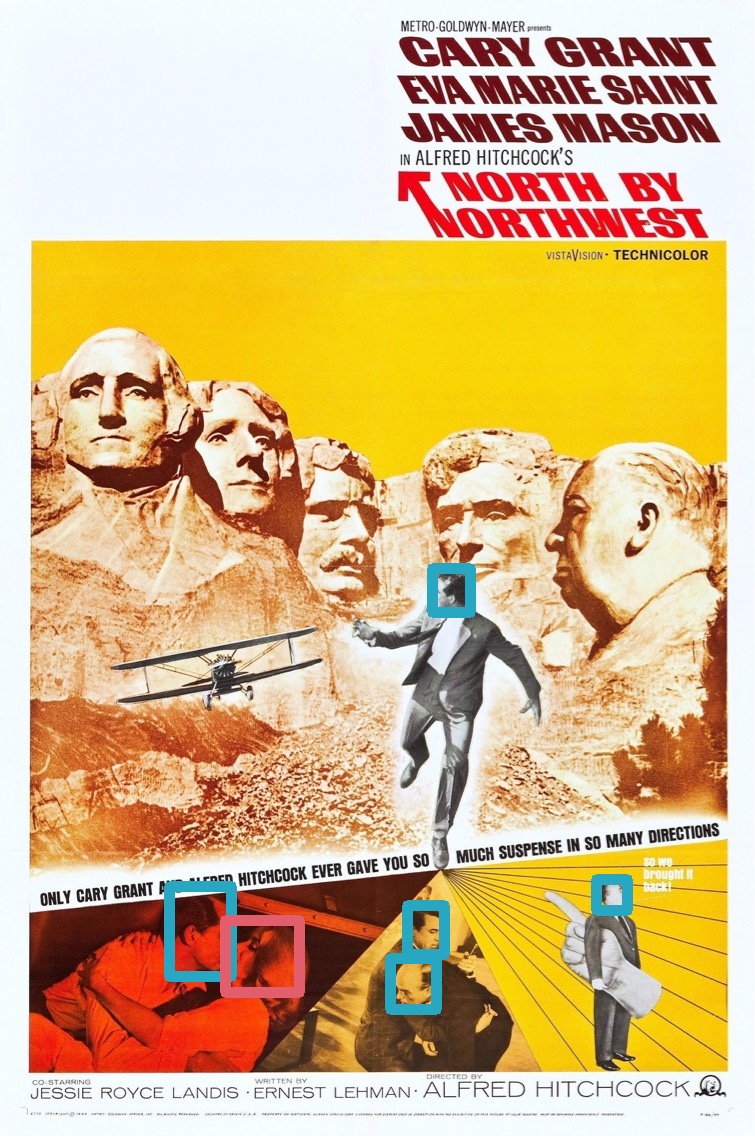 METRO-GOLDWYN-MAYER presents
CARY GRANT
EVA MARIE SAINT
JAMES MASON
IN ALFRED HITCHCOCK'S
NORTH BY
NORTHWEST
VISTAVISION · TECHNICOLOR
ONLY CARY GRANT AND ALFRED HITCHCOCK EVER GAVE YOU SO MUCH SUSPENSE IN SO MANY DIRECTIONS
so we
brought it
back!
CO-STARRING
JESSIE ROYCE LANDIS · WRITTEN BY ERNEST LEHMAN · DIRECTED BY ALFRED HITCHCOCK